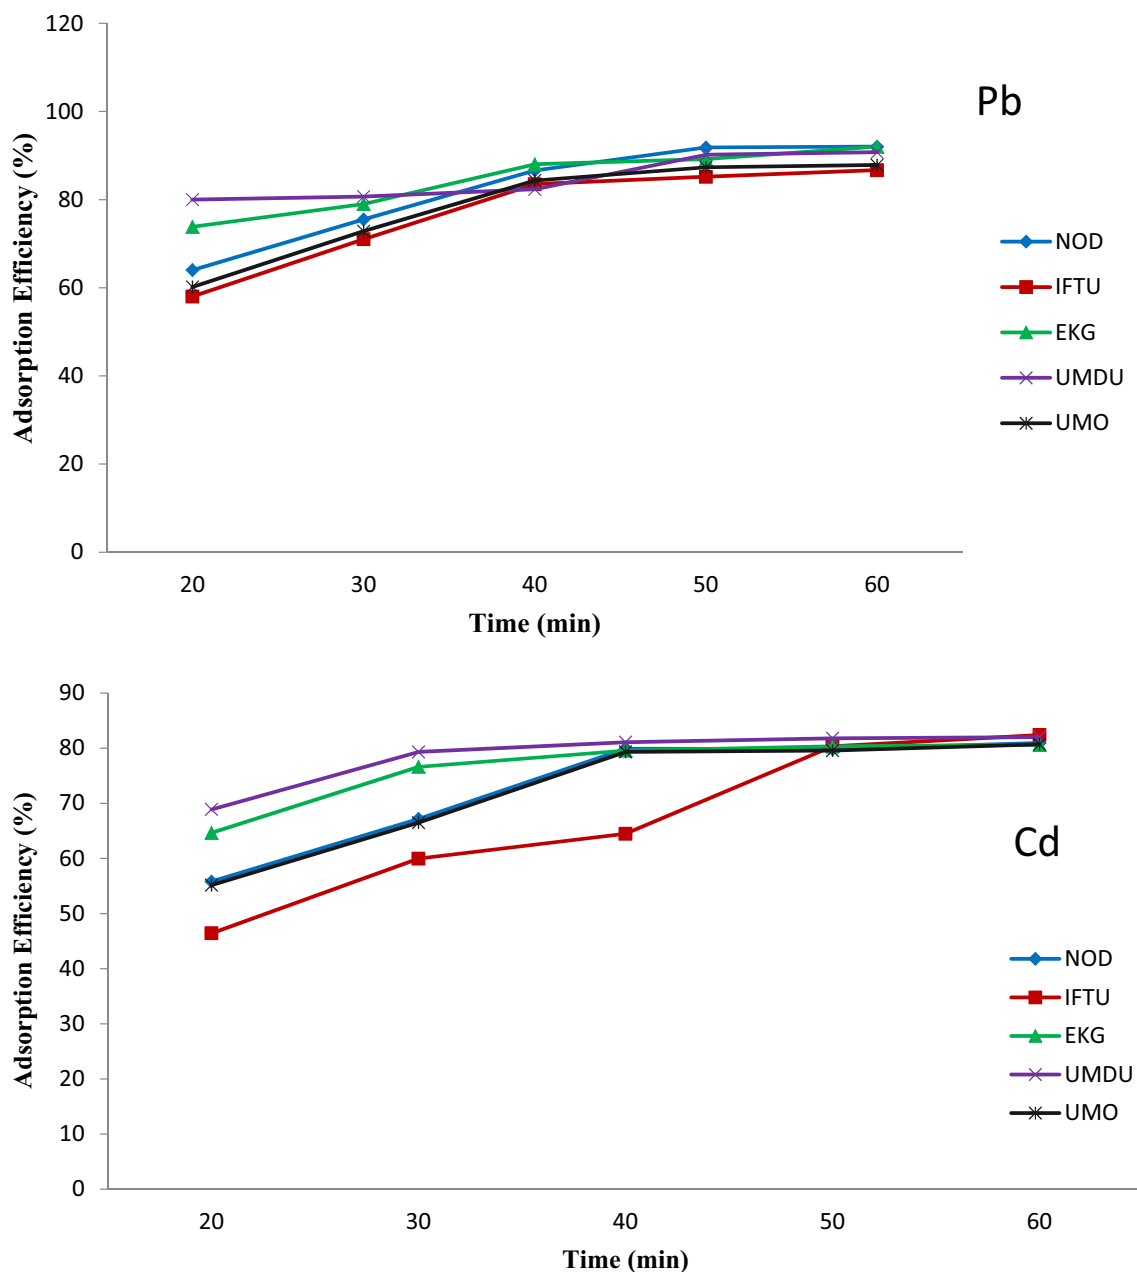 120
100
80
60
40
20
0
Adsorption Efficiency (%)
Pb
NOD
IFTU
EKG
UMDU
UMO
20 30 40 50 60
Time (min)
90
80
70
60
50
40
30
20
10
0
Adsorption Efficiency (%)
Cd
NOD
IFTU
EKG
UMDU
UMO
20 30 40 50 60
Time (min)